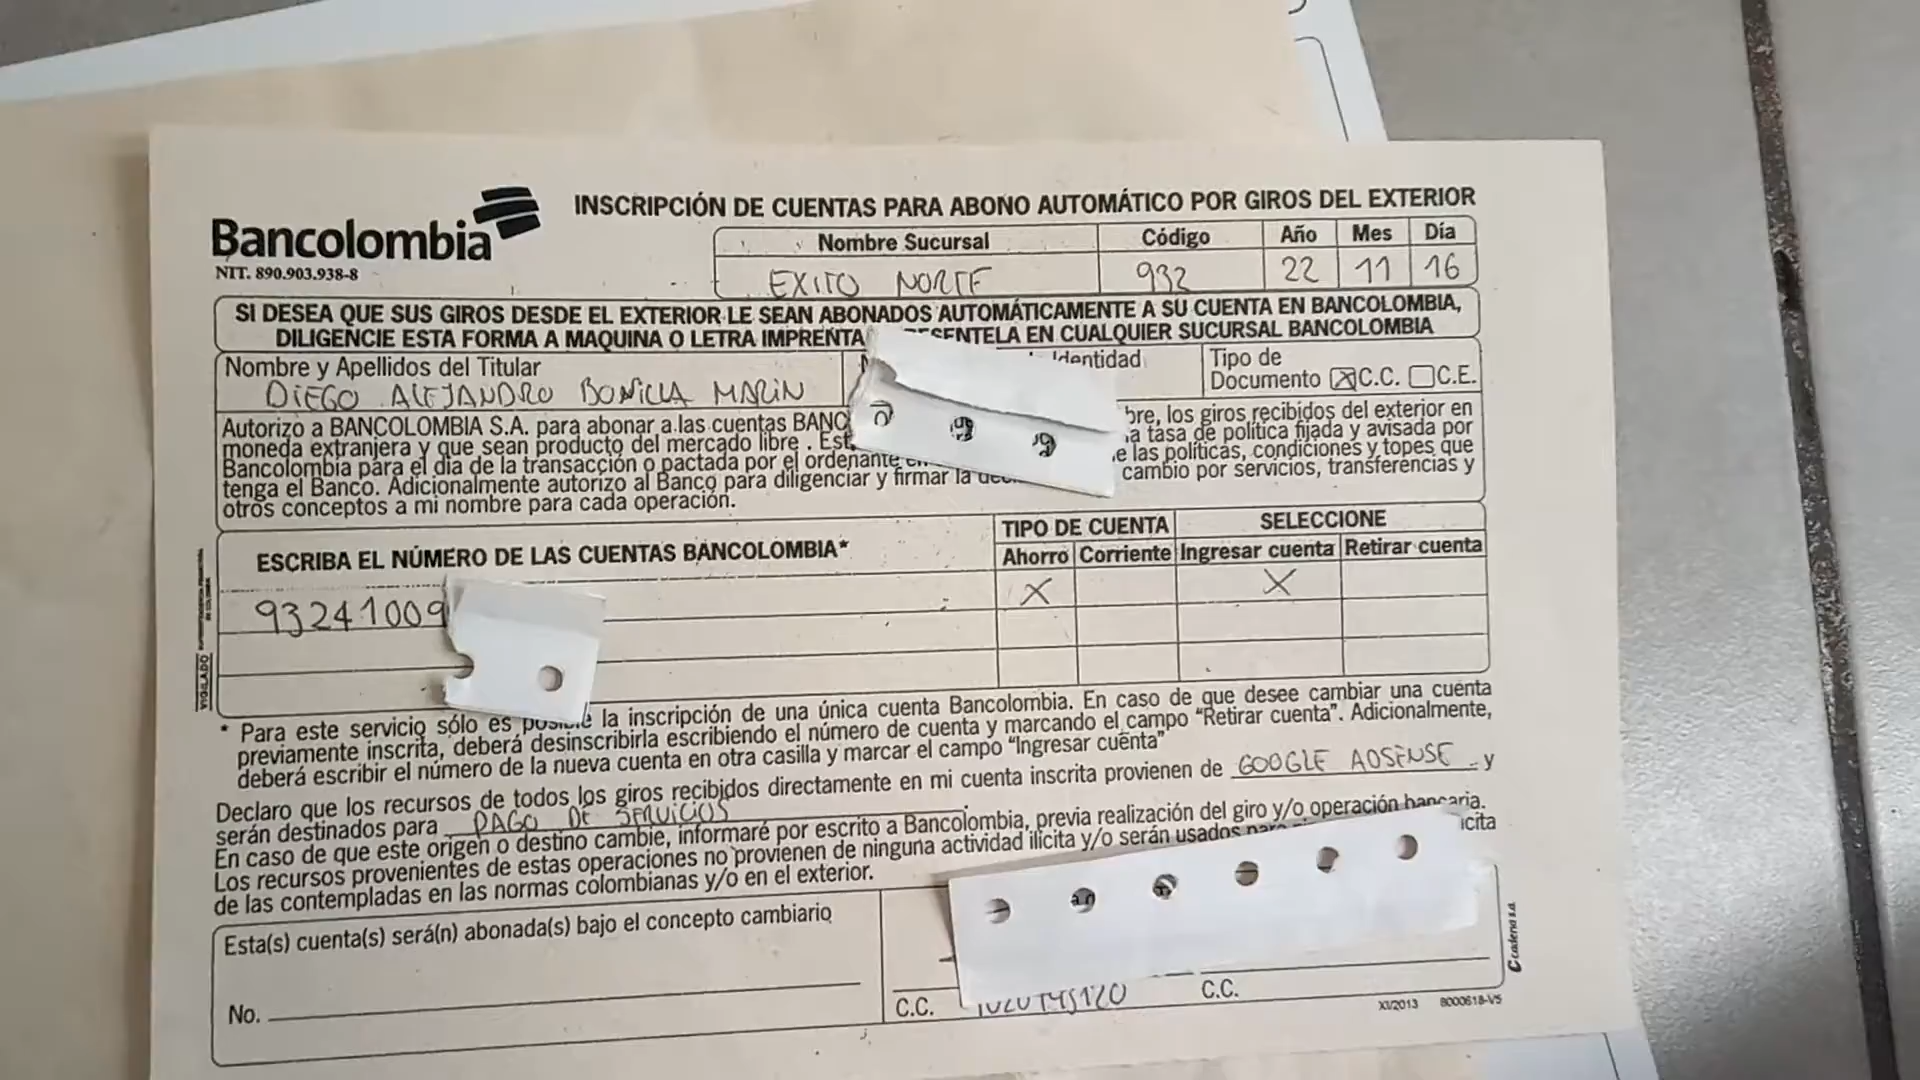 Bancolombia
NIT. 890.903.938-8
INSCRIPCIÓN DE CUENTAS PARA ABONO AUTOMÁTICO POR GIROS DEL EXTERIOR
Nombre Sucursal Código Año Mes Día
EXITO NORTE 932 22 11 16
SI DESEA QUE SUS GIROS DESDE EL EXTERIOR LE SEAN ABONADOS AUTOMÁTICAMENTE A SU CUENTA EN BANCOLOMBIA,
DILIGENCIE ESTA FORMA A MAQUINA O LETRA IMPRENTA SENTELA EN CUALQUIER SUCURSAL BANCOLOMBIA
Nombre y Apellidos del Titular Identidad Tipo de
Documento C.C. C.E.
DIEGO ALEJANDRO BONILLA MARIN
Autorizo a BANCOLOMBIA S.A. para abonar a las cuentas BANC bre, los giros recibidos del exterior en
moneda extranjera y que sean producto del mercado libre. Est a tasa de política fijada y avisada por
Bancolombia para el día de la transacción o pactada por el ordenante e las políticas, condiciones y topes que
tenga el Banco. Adicionalmente autorizo al Banco para diligenciar y firmar la cambio por servicios, transferencias y
otros conceptos a mi nombre para cada operación.
ESCRIBA EL NÚMERO DE LAS CUENTAS BANCOLOMBIA* TIPO DE CUENTA SELECCIONE
Ahorro Corriente Ingresar cuenta Retirar cuenta
93241009 X X
VIGILADO
* Para este servicio sólo es posible la inscripción de una única cuenta Bancolombia. En caso de que desee cambiar una cuenta
previamente inscrita, deberá desinscribirla escribiendo el número de cuenta y marcando el campo "Retirar cuenta". Adicionalmente,
deberá escribir el número de la nueva cuenta en otra casilla y marcar el campo "Ingresar cuenta"
Declaro que los recursos de todos los giros recibidos directamente en mi cuenta inscrita provienen de GOOGLE ADSENSE y
serán destinados para PAGO DE SERVICIOS.
En caso de que este origen o destino cambie, informaré por escrito a Bancolombia, previa realización del giro y/o operación bancaria.
Los recursos provenientes de estas operaciones no provienen de ninguna actividad ilícita y/o serán usados para icita
de las contempladas en las normas colombianas y/o en el exterior.
Esta(s) cuenta(s) será(n) abonada(s) bajo el concepto cambiario
No.
C.C. C.C.
XI/2013 8000618-V5
Cadena s.a.